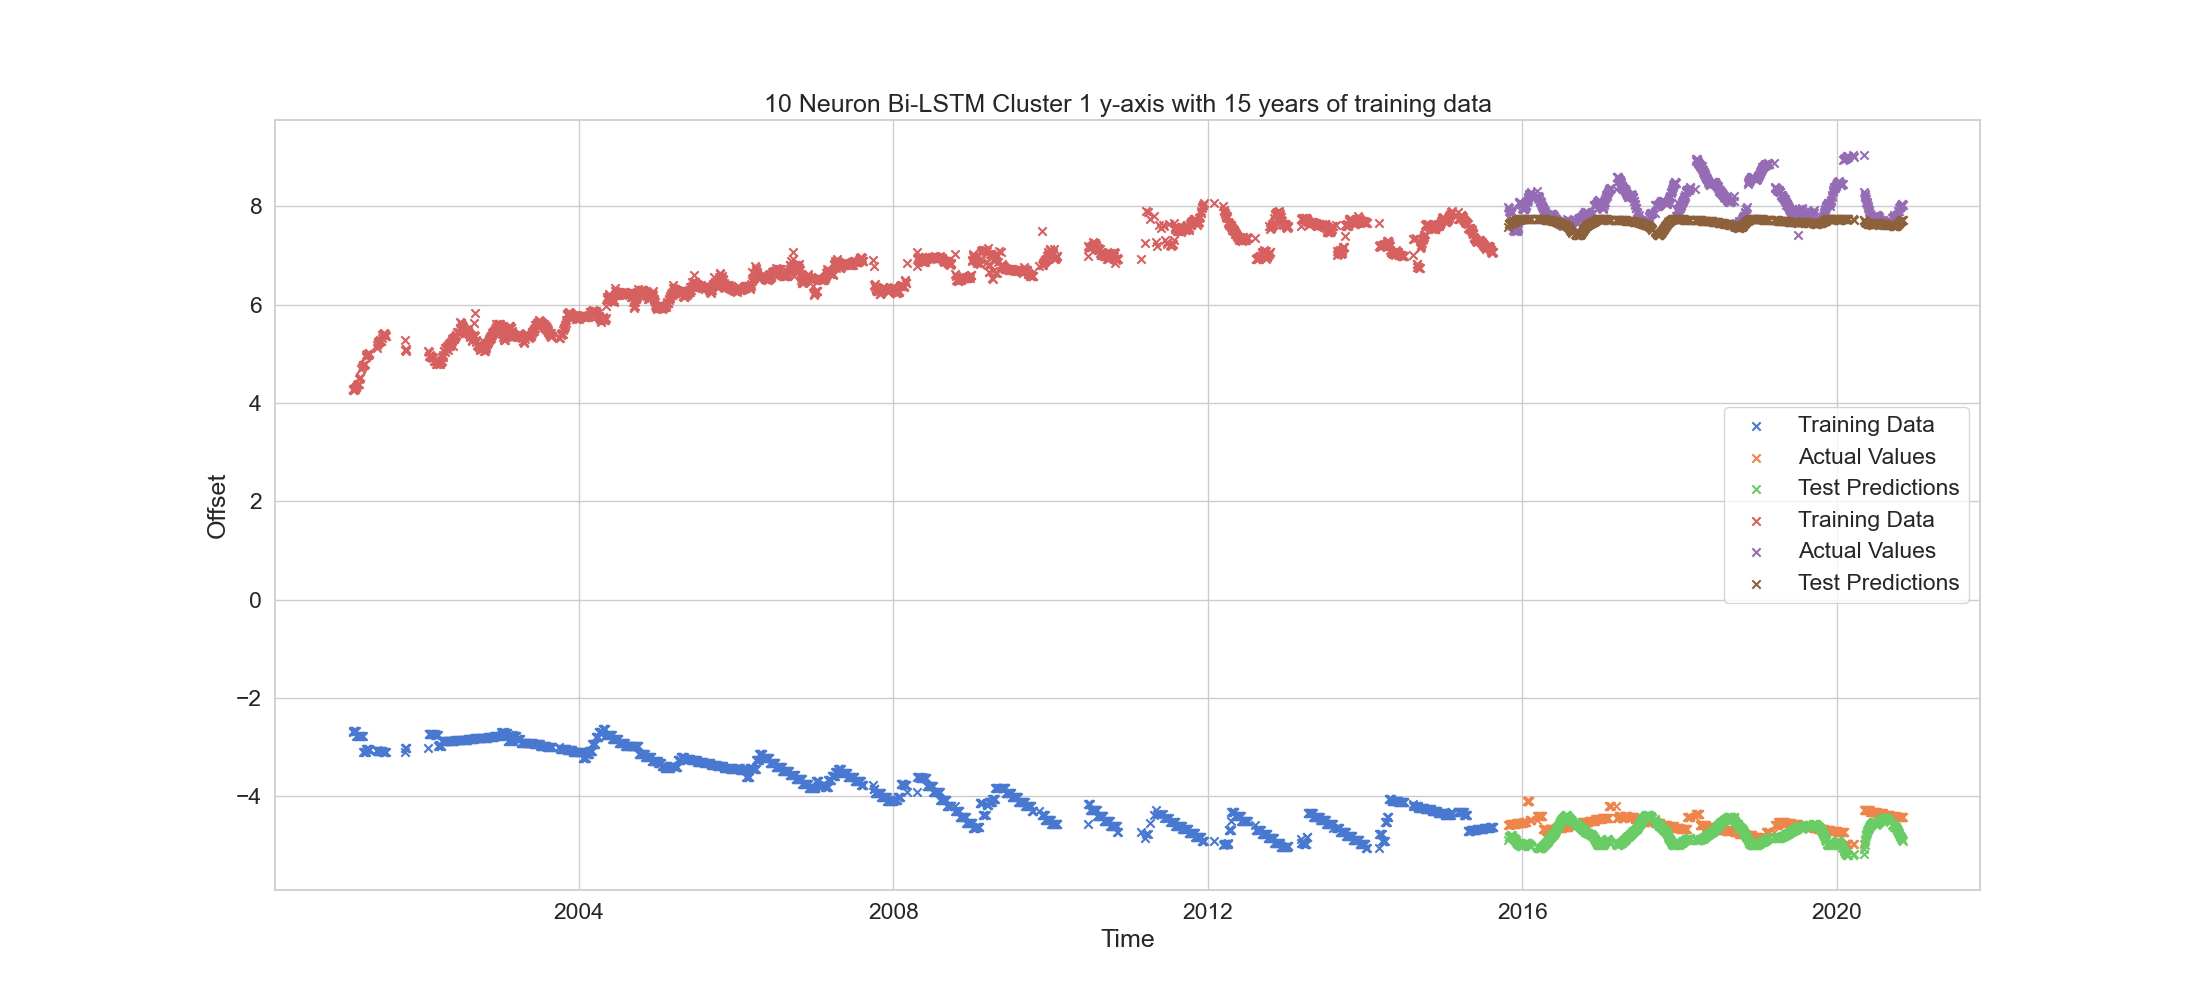 10 Neuron Bi-LSTM Cluster 1 y-axis with 15 years of training data
8
6
4
2
0
−2
−4
Offset
Training Data
Actual Values
Test Predictions
Training Data
Actual Values
Test Predictions
2004 2008 2012 2016 2020
Time